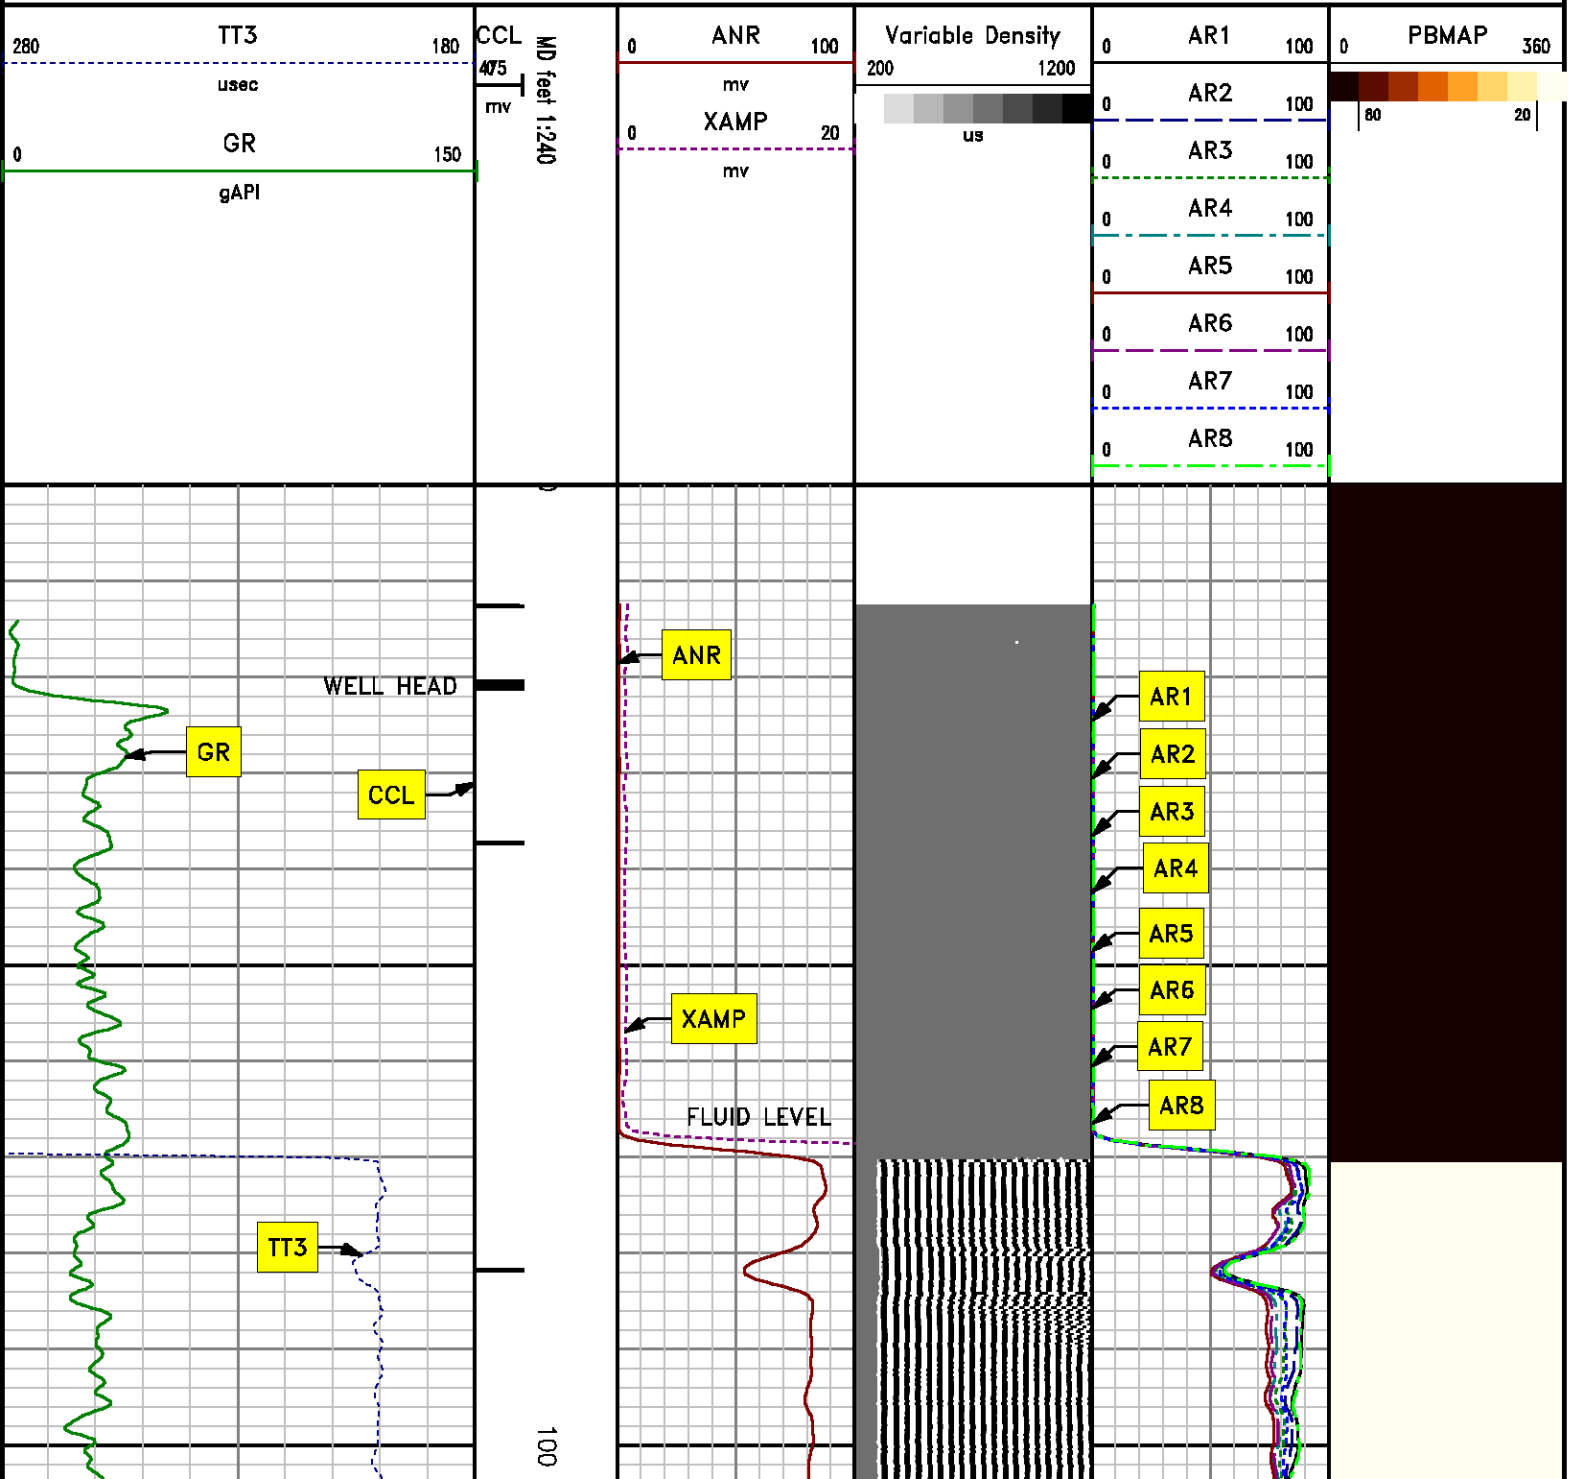 TT3
280 180
usec
GR
0 150
gAPI
CCL
475
mv
MD feet 1:240
ANR
0 100
mv
XAMP
0 20
mv
Variable Density
200 1200
us
AR1
0 100
AR2
0 100
AR3
0 100
AR4
0 100
AR5
0 100
AR6
0 100
AR7
0 100
AR8
0 100
PBMAP
0 360
80 20
0
ANR
WELL HEAD
AR1
GR
AR2
CCL
AR3
AR4
AR5
AR6
XAMP
AR7
AR8
FLUID LEVEL
TT3
100